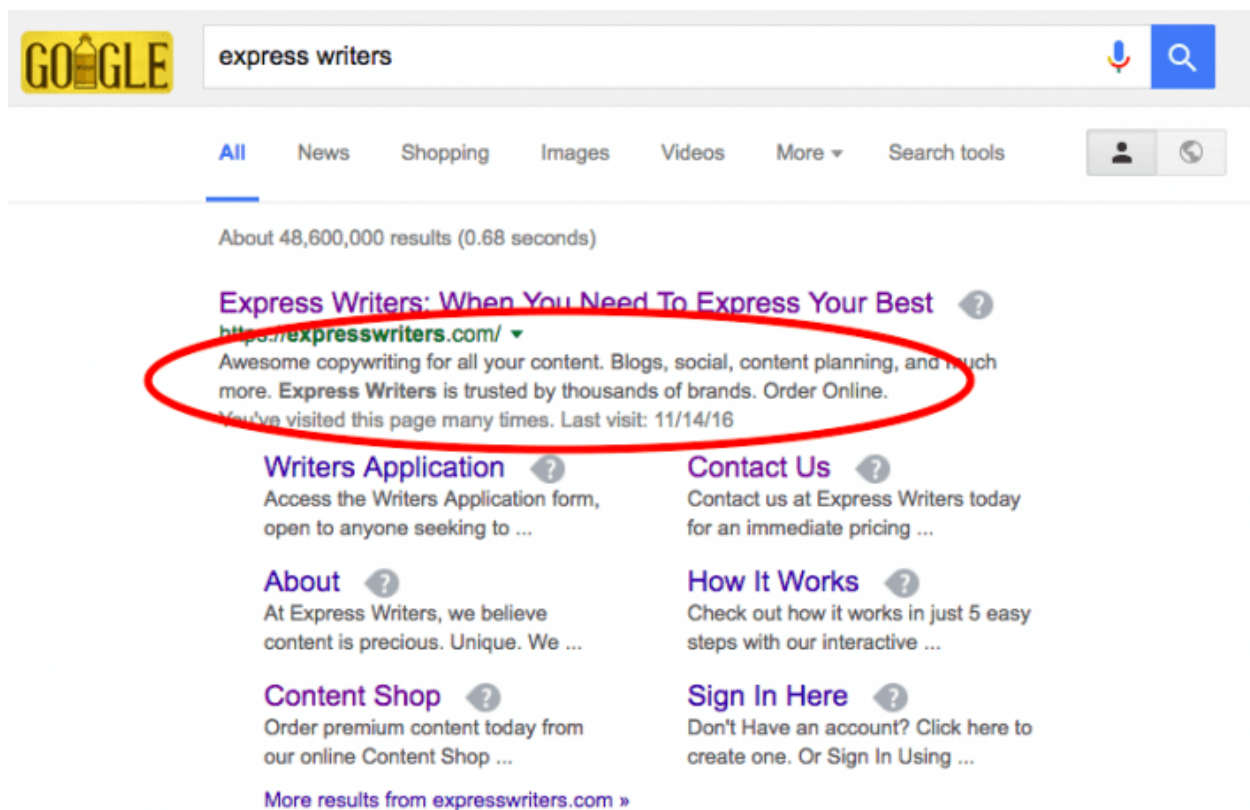 GOOGLE
express writers
All News Shopping Images Videos More Search tools
About 48,600,000 results (0.68 seconds)
Express Writers: When You Need To Express Your Best
https://expresswriters.com/
Awesome copywriting for all your content. Blogs, social, content planning, and much
more. Express Writers is trusted by thousands of brands. Order Online.
You've visited this page many times. Last visit: 11/14/16
Writers Application
Access the Writers Application form,
open to anyone seeking to ...
Contact Us
Contact us at Express Writers today
for an immediate pricing ...
About
At Express Writers, we believe
content is precious. Unique. We ...
How It Works
Check out how it works in just 5 easy
steps with our interactive ...
Content Shop
Order premium content today from
our online Content Shop ...
Sign In Here
Don't Have an account? Click here to
create one. Or Sign In Using ...
More results from expresswriters.com »